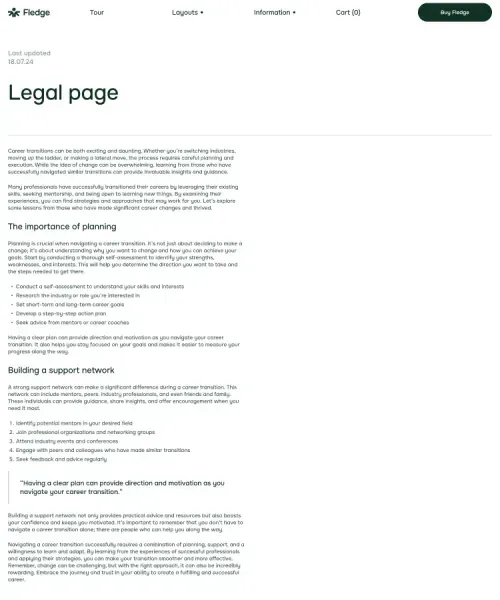 Fledge
Tour
Layouts
Information
Cart (0)
Buy Fledge
Last updated
18.07.24
Legal page
Career transitions can be both exciting and daunting. Whether you're switching industries,
moving up the ladder, or making a lateral move, the process requires careful planning and
execution. While the idea of change can be overwhelming, learning from those who have
successfully navigated similar transitions can provide invaluable insights and guidance.
Many professionals have successfully transitioned their careers by leveraging their existing
skills, seeking mentorship, and being open to learning new things. By examining their
experiences, you can find strategies and approaches that may work for you. Let's explore
some lessons from those who have made significant career changes and thrived.
The importance of planning
Planning is crucial when navigating a career transition. It's not just about deciding to make a
change; it's about understanding why you want to change and how you can achieve your
goals. Start by conducting a thorough self-assessment to identify your strengths,
weaknesses, and interests. This will help you determine the direction you want to take and
the steps needed to get there.
• Conduct a self-assessment to understand your skills and interests
• Research the industry or role you're interested in
• Set short-term and long-term career goals
• Develop a step-by-step action plan
• Seek advice from mentors or career coaches
Having a clear plan can provide direction and motivation as you navigate your career
transition. It also helps you stay focused on your goals and makes it easier to measure your
progress along the way.
Building a support network
A strong support network can make a significant difference during a career transition. This
network can include mentors, peers, industry professionals, and even friends and family.
These individuals can provide guidance, share insights, and offer encouragement when you
need it most.
1. Identify potential mentors in your desired field
2. Join professional organizations and networking groups
3. Attend industry events and conferences
4. Engage with peers and colleagues who have made similar transitions
5. Seek feedback and advice regularly
"Having a clear plan can provide direction and motivation as you
navigate your career transition."
Building a support network not only provides practical advice and resources but also boosts
your confidence and keeps you motivated. It's important to remember that you don't have to
navigate a career transition alone; there are people who can help you along the way.
Navigating a career transition successfully requires a combination of planning, support, and a
willingness to learn and adapt. By learning from the experiences of successful professionals
and applying their strategies, you can make your transition smoother and more effective.
Remember, change can be challenging, but with the right approach, it can also be incredibly
rewarding. Embrace the journey and trust in your ability to create a fulfilling and successful
career.